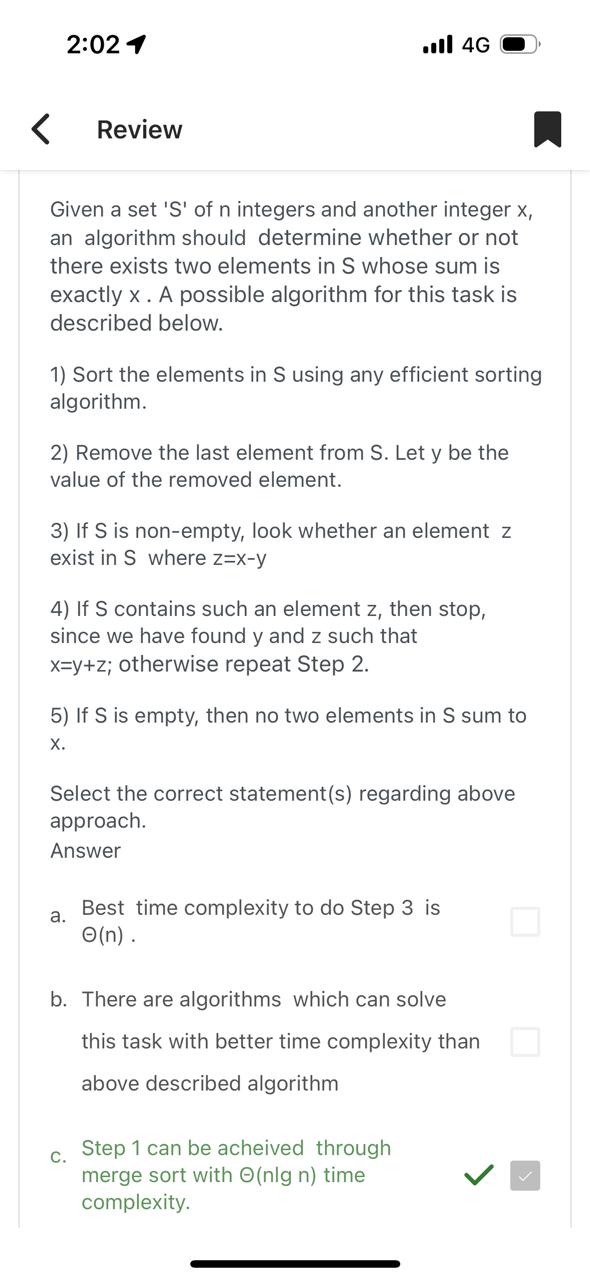 2:02
4G
Review
Given a set 'S' of n integers and another integer x,
an algorithm should determine whether or not
there exists two elements in S whose sum is
exactly x . A possible algorithm for this task is
described below.
1) Sort the elements in S using any efficient sorting
algorithm.
2) Remove the last element from S. Let y be the
value of the removed element.
3) If S is non-empty, look whether an element z
exist in S where z=x-y
4) If S contains such an element z, then stop,
since we have found y and z such that
x=y+z; otherwise repeat Step 2.
5) If S is empty, then no two elements in S sum to
x.
Select the correct statement(s) regarding above
approach.
Answer
a. Best time complexity to do Step 3 is
Θ(n) .
b. There are algorithms which can solve
this task with better time complexity than
above described algorithm
c. Step 1 can be acheived through
merge sort with Θ(nlg n) time
complexity.